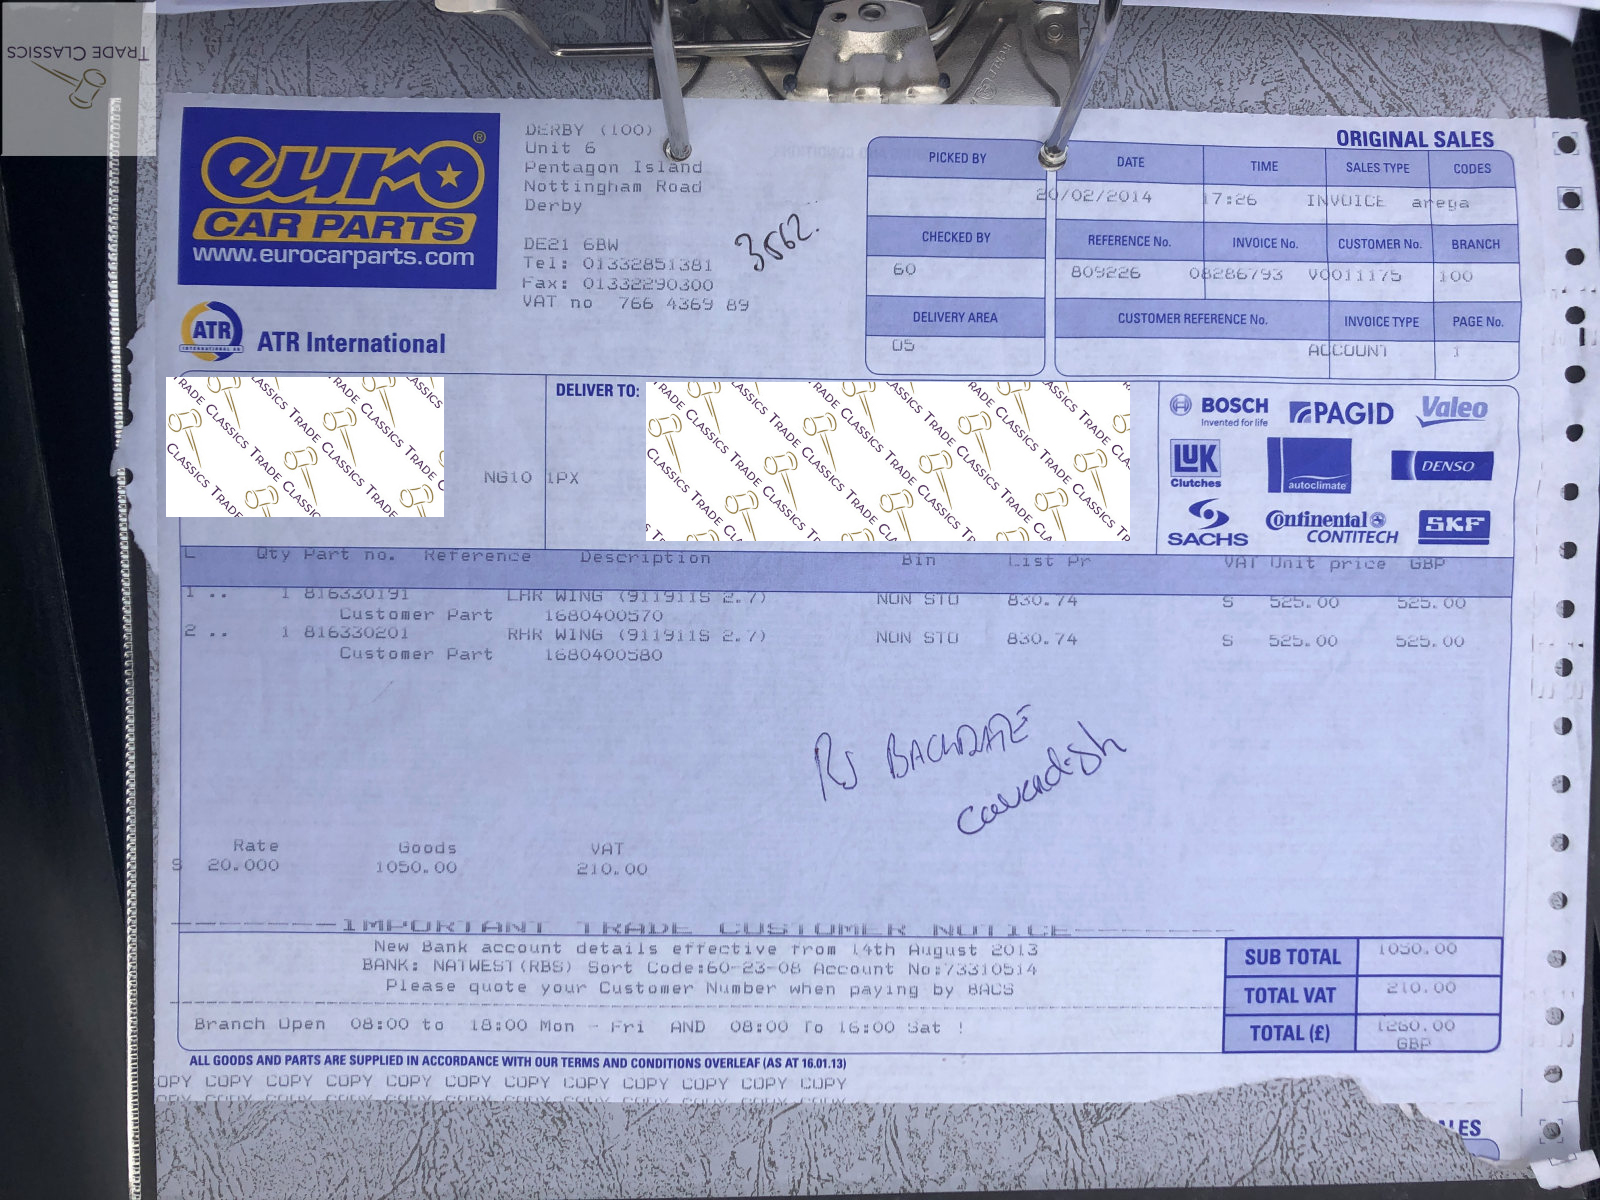 TRADE CLASSICS
euro®
CAR PARTS
www.eurocarparts.com
ATR
INTERNATIONAL AG
ATR International
DERBY (100)
Unit 6
Pentagon Island
Nottingham Road
Derby
DE21 6BW
Tel: 01332851381
Fax: 01332290300
VAT no 766 4369 89
3562.
ORIGINAL SALES
PICKED BY DATE TIME SALES TYPE CODES
20/02/2014 17:26 INVOICE arega
CHECKED BY REFERENCE No. INVOICE No. CUSTOMER No. BRANCH
60 809226 08286793 V0011175 100
DELIVERY AREA CUSTOMER REFERENCE No. INVOICE TYPE PAGE No.
05 ACCOUNT 1
DELIVER TO:
NG10 1PX
BOSCH
Invented for life
PAGID
Valeo
LUK
Clutches
autoclimate
DENSO
SACHS
Continental
CONTITECH
SKF
L Qty Part no. Reference Description Bin List Pr VAT Unit price GBP
1 .. 1 816330191 LHR WING (911911S 2.7) NON STO 830.74 S 525.00 525.00
Customer Part 1680400570
2 .. 1 816330201 RHR WING (911911S 2.7) NON STO 830.74 S 525.00 525.00
Customer Part 1680400580
RS BACKDATE
Cavendish
Rate Goods VAT
S 20.000 1050.00 210.00
IMPORTANT TRADE CUSTOMER NOTICE
New Bank account details effective from 14th August 2013
BANK: NATWEST(RBS) Sort Code:60-23-08 Account No:73310514
Please quote your Customer Number when paying by BACS
Branch Open 08:00 to 18:00 Mon - Fri AND 08:00 To 16:00 Sat !
SUB TOTAL 1050.00
TOTAL VAT 210.00
TOTAL (£) 1260.00
GBP
ALL GOODS AND PARTS ARE SUPPLIED IN ACCORDANCE WITH OUR TERMS AND CONDITIONS OVERLEAF (AS AT 16.01.13)
OPY COPY COPY COPY COPY COPY COPY COPY COPY COPY COPY COPY